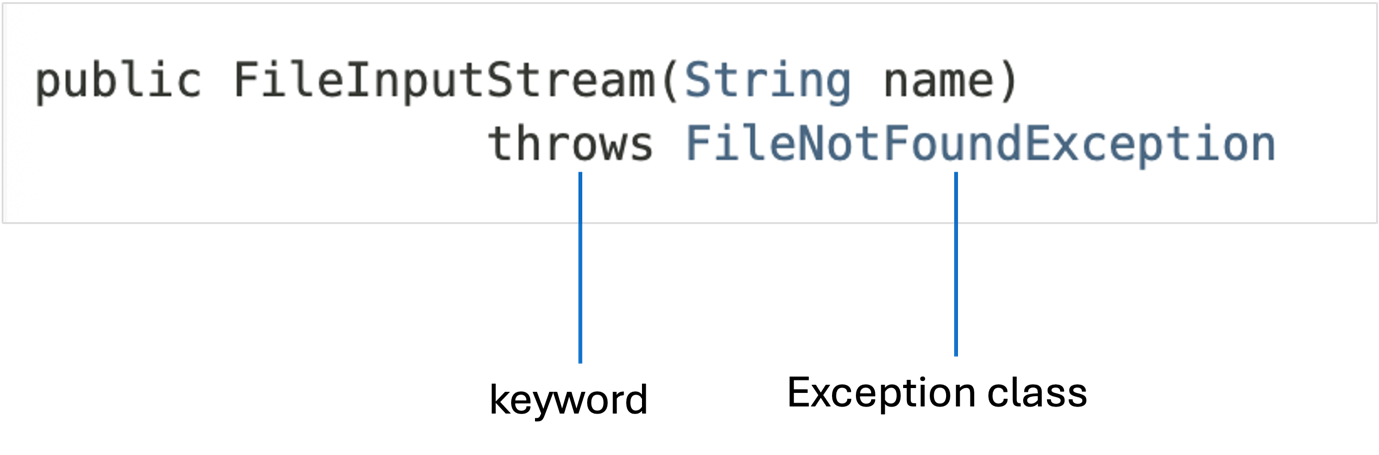 public FileInputStream(String name)
throws FileNotFoundException
keyword
Exception class